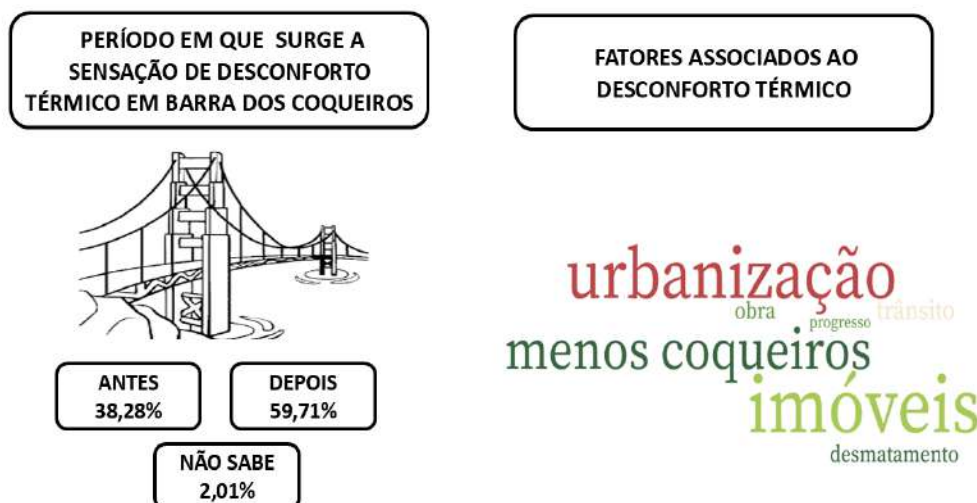 PERÍODO EM QUE SURGE A
SENSAÇÃO DE DESCONFORTO
TÉRMICO EM BARRA DOS COQUEIROS
ANTES
38,28%
DEPOIS
59,71%
NÃO SABE
2,01%
FATORES ASSOCIADOS AO
DESCONFORTO TÉRMICO
urbanização
obra
progresso
trânsito
menos coqueiros
imóveis
desmatamento